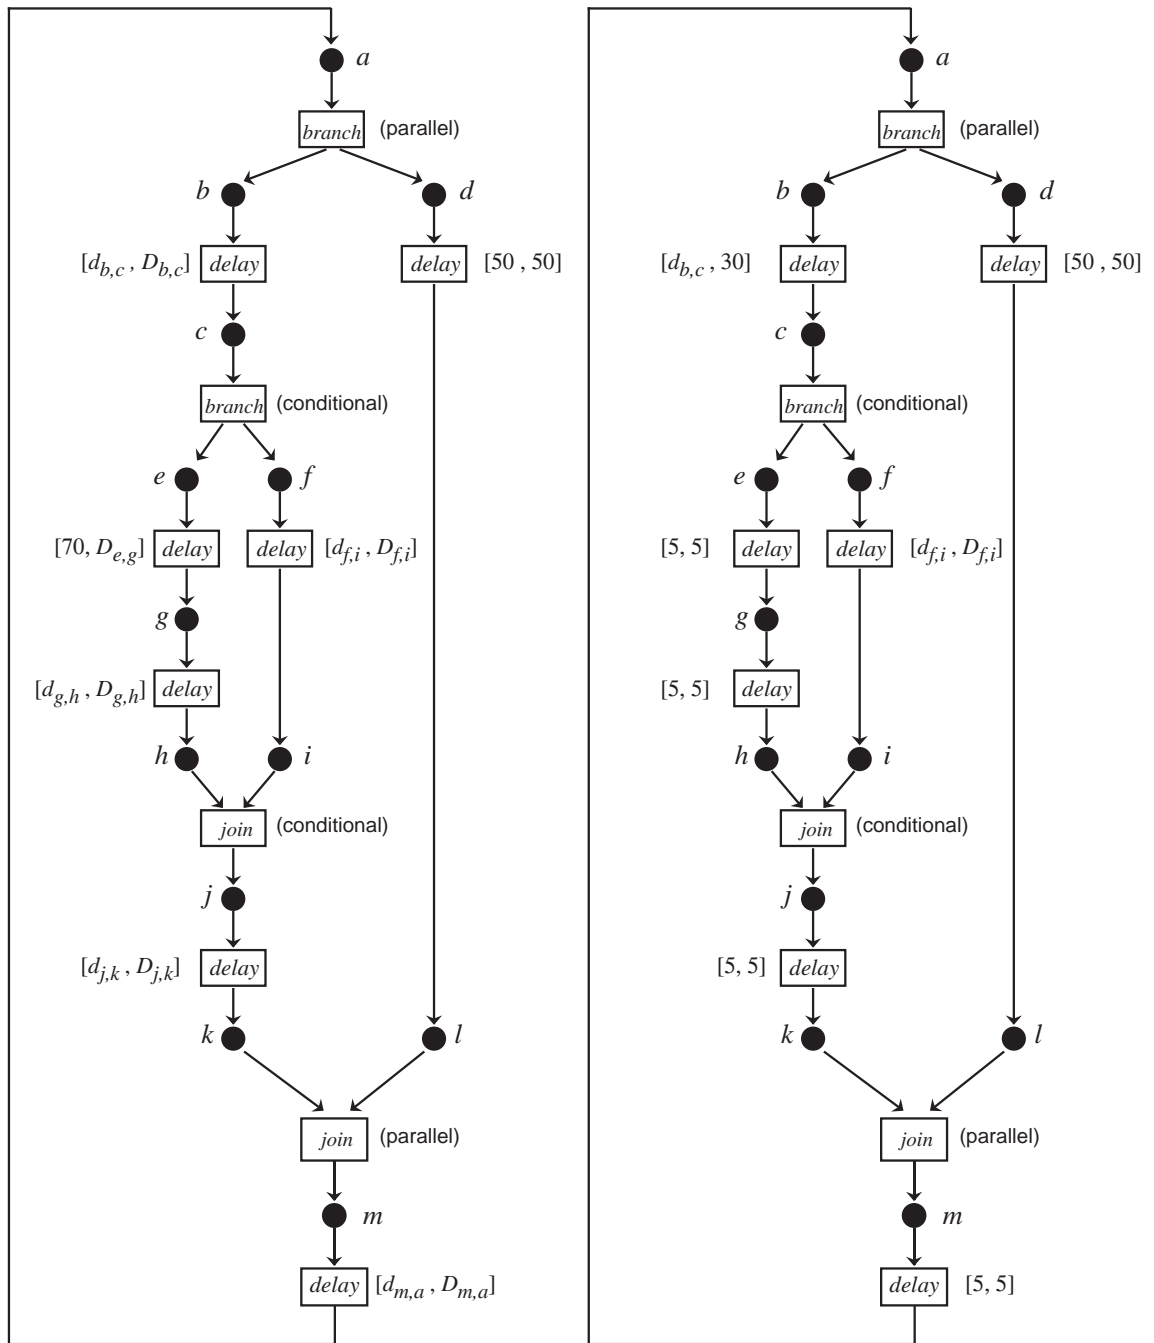 a
branch (parallel)
b d
[d_{b,c} , D_{b,c}] delay delay [50 , 50]
c
branch (conditional)
e f
[70, D_{e,g}] delay delay [d_{f,i} , D_{f,i}]
g
[d_{g,h} , D_{g,h}] delay
h i
join (conditional)
j
[d_{j,k} , D_{j,k}] delay
k l
join (parallel)
m
delay [d_{m,a} , D_{m,a}]
a
branch (parallel)
b d
[d_{b,c} , 30] delay delay [50 , 50]
c
branch (conditional)
e f
[5, 5] delay delay [d_{f,i} , D_{f,i}]
g
[5, 5] delay
h i
join (conditional)
j
[5, 5] delay
k l
join (parallel)
m
delay [5, 5]